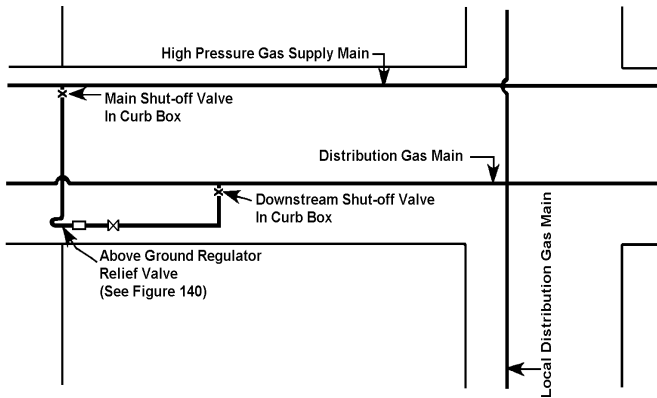 High Pressure Gas Supply Main
Main Shut-off Valve
In Curb Box
Distribution Gas Main
Downstream Shut-off Valve
In Curb Box
Above Ground Regulator
Relief Valve
(See Figure 140)
Local Distribution Gas Main